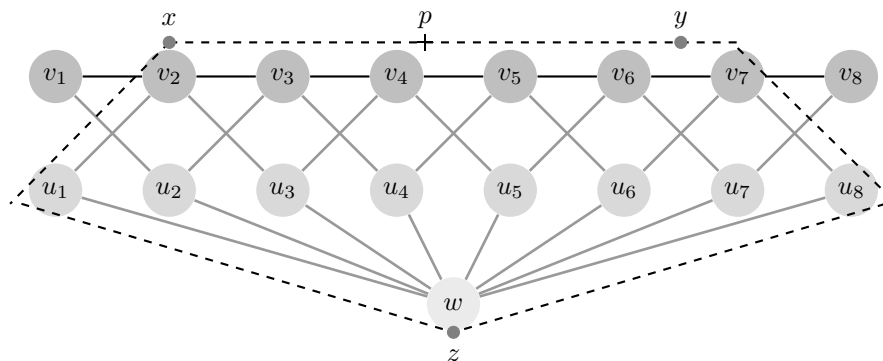 x p y
v₁ v₂ v₃ v₄ v₅ v₆ v₇ v₈
u₁ u₂ u₃ u₄ u₅ u₆ u₇ u₈
w
z